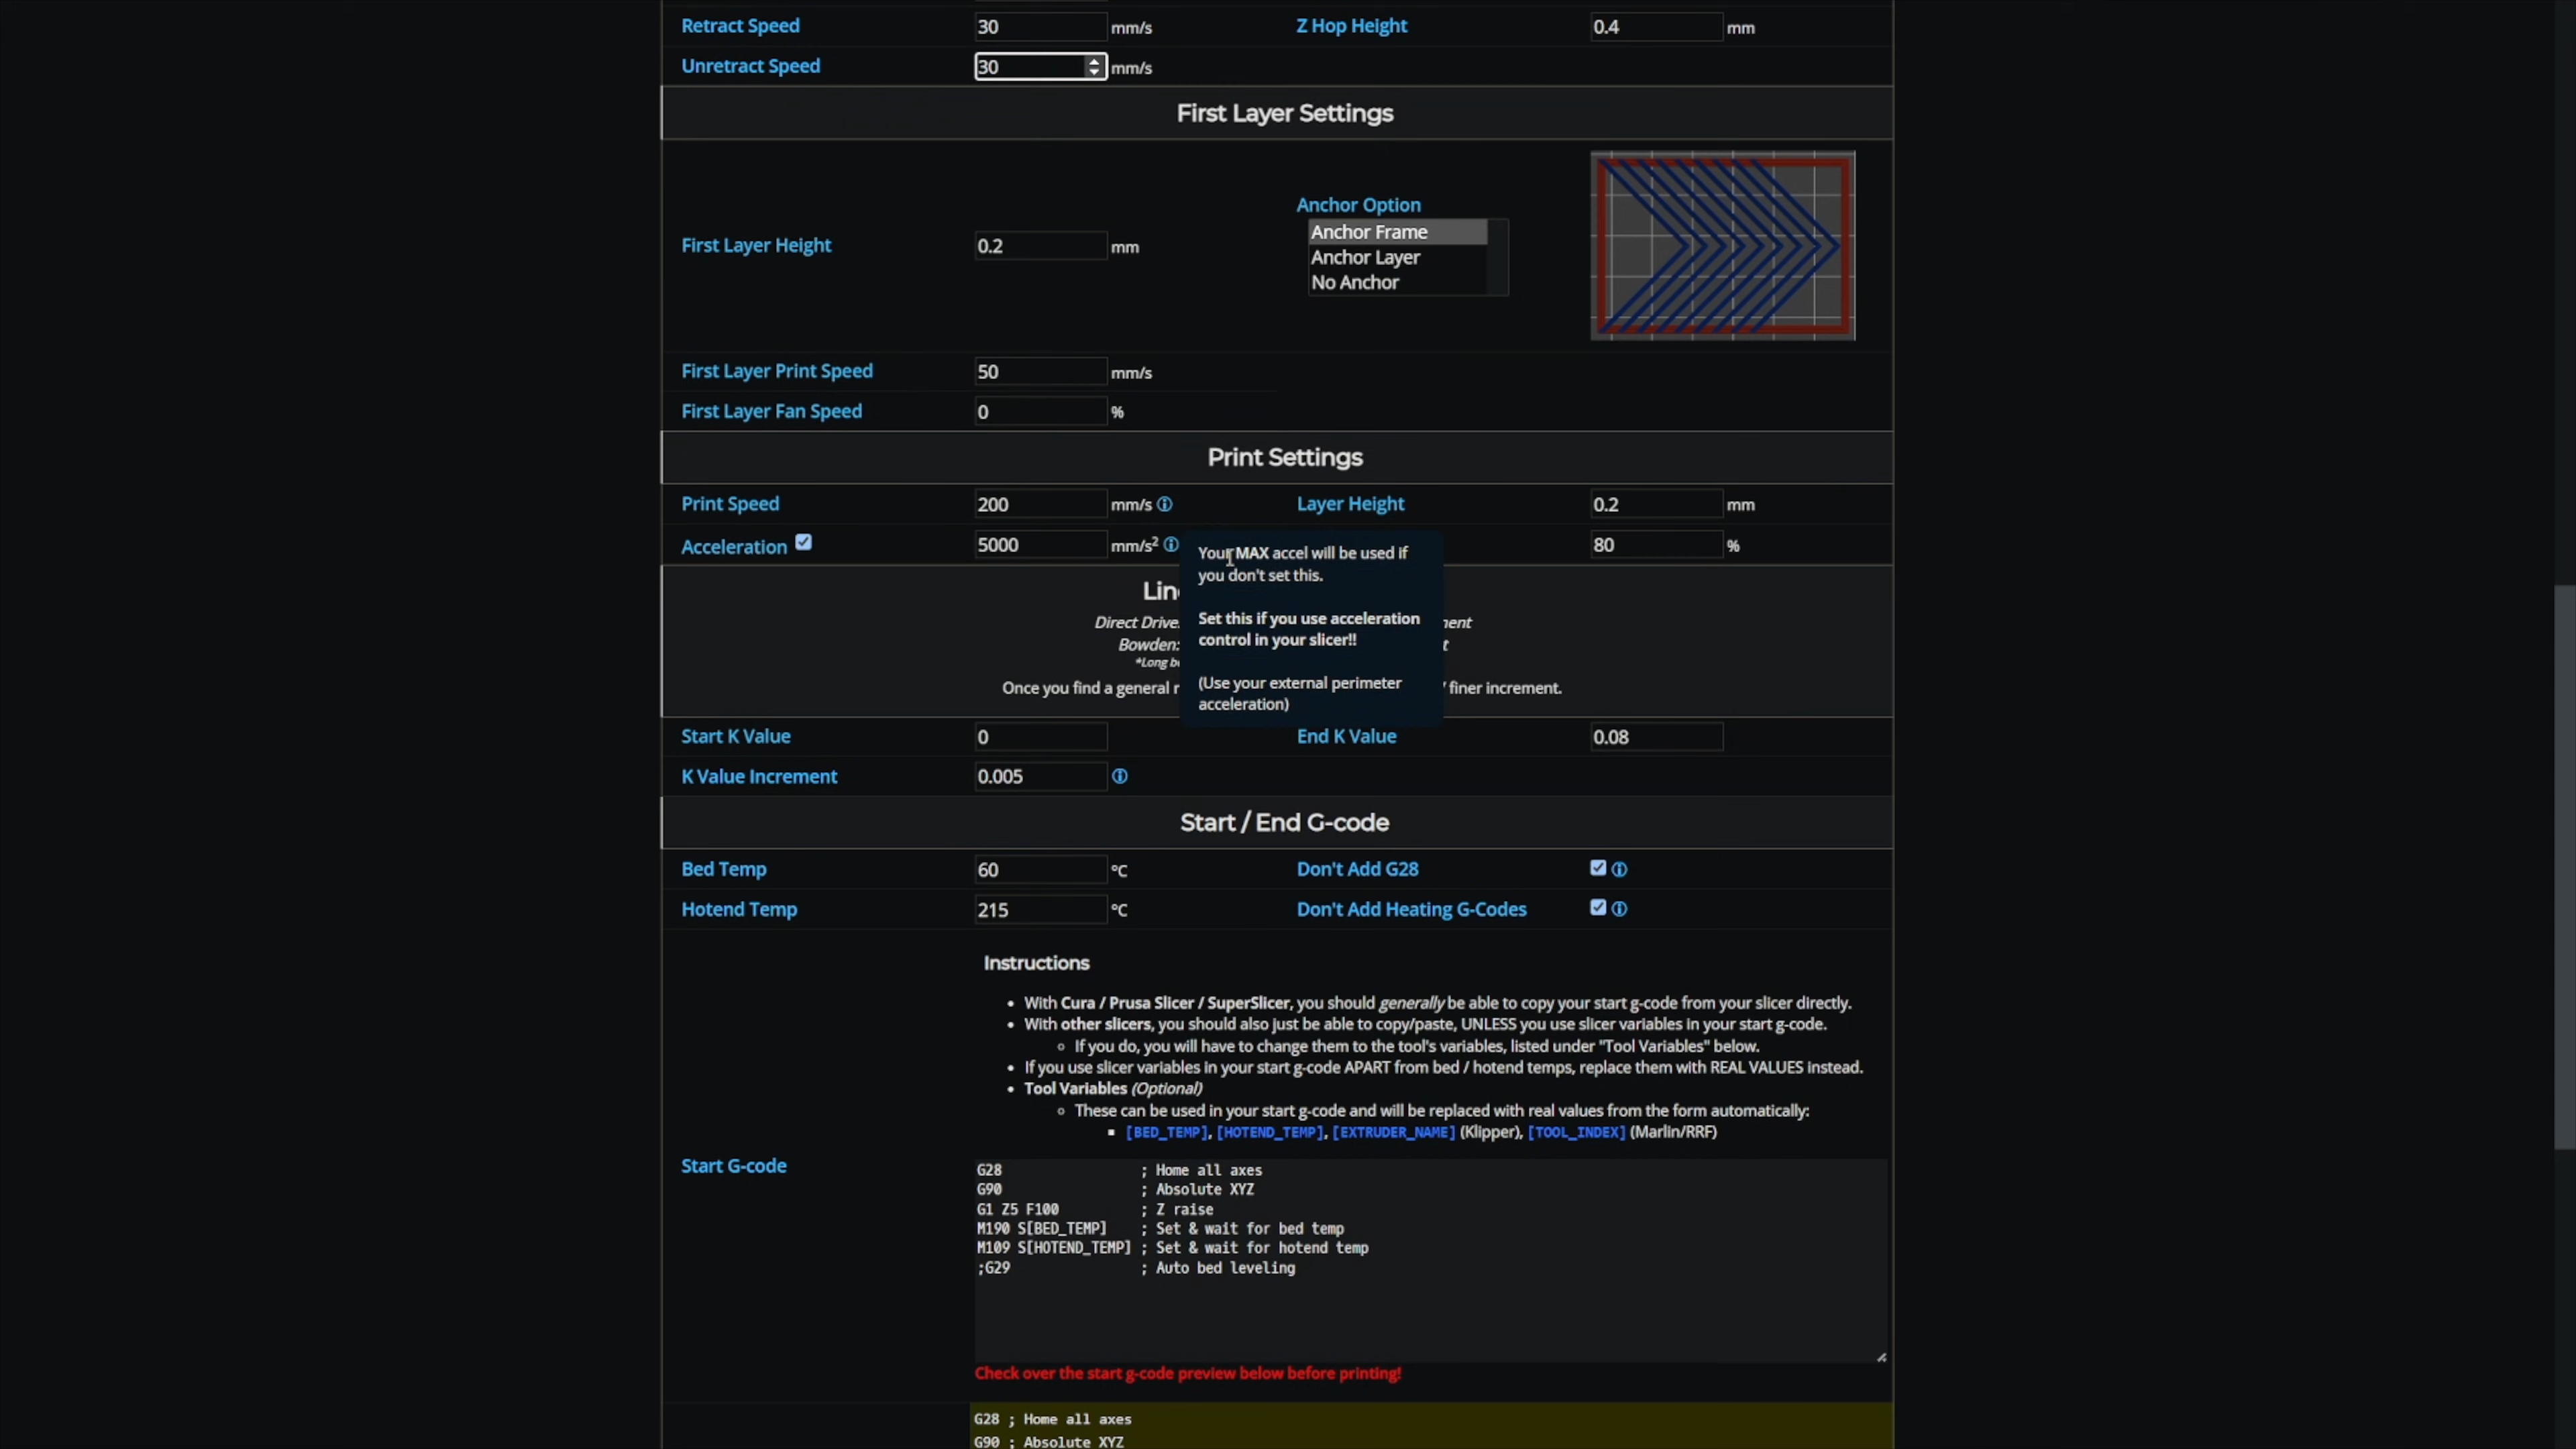 Retract Speed 30 mm/s Z Hop Height 0.4 mm
Unretract Speed 30 mm/s
First Layer Settings
Anchor Option
Anchor Frame
First Layer Height 0.2 mm
Anchor Layer
No Anchor
First Layer Print Speed 50 mm/s
First Layer Fan Speed 0 %
Print Settings
Print Speed 200 mm/s Layer Height 0.2 mm
Acceleration 5000 mm/s² 80 %
Your MAX accel will be used if
you don't set this.
Set this if you use acceleration
control in your slicer!!
(Use your external perimeter
acceleration)
Direct Drive:
Bowden:
*Long
Once you find a general finer increment.
Start K Value 0 End K Value 0.08
K Value Increment 0.005
Start / End G-code
Bed Temp 60 °C Don't Add G28
Hotend Temp 215 °C Don't Add Heating G-Codes
Instructions
• With Cura / Prusa Slicer / SuperSlicer, you should generally be able to copy your start g-code from your slicer directly.
• With other slicers, you should also just be able to copy/paste, UNLESS you use slicer variables in your start g-code.
◦ If you do, you will have to change them to the tool's variables, listed under "Tool Variables" below.
• If you use slicer variables in your start g-code APART from bed / hotend temps, replace them with REAL VALUES instead.
• Tool Variables (Optional)
◦ These can be used in your start g-code and will be replaced with real values from the form automatically:
▪ [BED_TEMP], [HOTEND_TEMP], [EXTRUDER_NAME] (Klipper), [TOOL_INDEX] (Marlin/RRF)
Start G-code
G28 ; Home all axes
G90 ; Absolute XYZ
G1 Z5 F100 ; Z raise
M190 S[BED_TEMP] ; Set & wait for bed temp
M109 S[HOTEND_TEMP] ; Set & wait for hotend temp
;G29 ; Auto bed leveling
Check over the start g-code preview below before printing!
G28 ; Home all axes
G90 ; Absolute XYZ